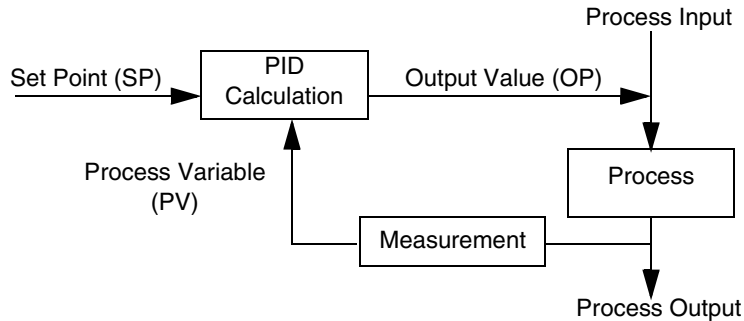 Process Input
Set Point (SP)
PID
Calculation
Output Value (OP)
Process Variable
(PV)
Process
Measurement
Process Output